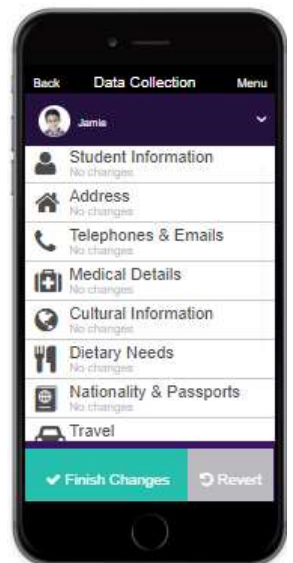 Back Data Collection Menu
Jamie
Student Information
No changes
Address
No changes
Telephones & Emails
No changes
Medical Details
No changes
Cultural Information
No changes
Dietary Needs
No changes
Nationality & Passports
No changes
Travel
Finish Changes Revert